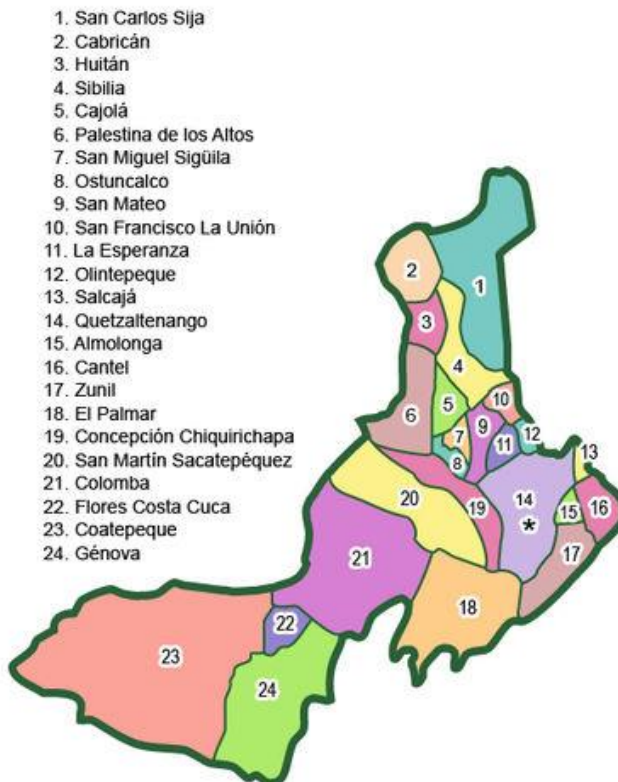 1. San Carlos Sija
2. Cabricán
3. Huitán
4. Sibilia
5. Cajolá
6. Palestina de los Altos
7. San Miguel Sigüila
8. Ostuncalco
9. San Mateo
10. San Francisco La Unión
11. La Esperanza
12. Olintepeque
13. Salcajá
14. Quetzaltenango
15. Almolonga
16. Cantel
17. Zunil
18. El Palmar
19. Concepción Chiquirichapa
20. San Martín Sacatepéquez
21. Colomba
22. Flores Costa Cuca
23. Coatepeque
24. Génova
2
1
3
4
6
5
10
9
7
12
11
8
13
20
19
14
*
15
16
17
21
18
22
23
24